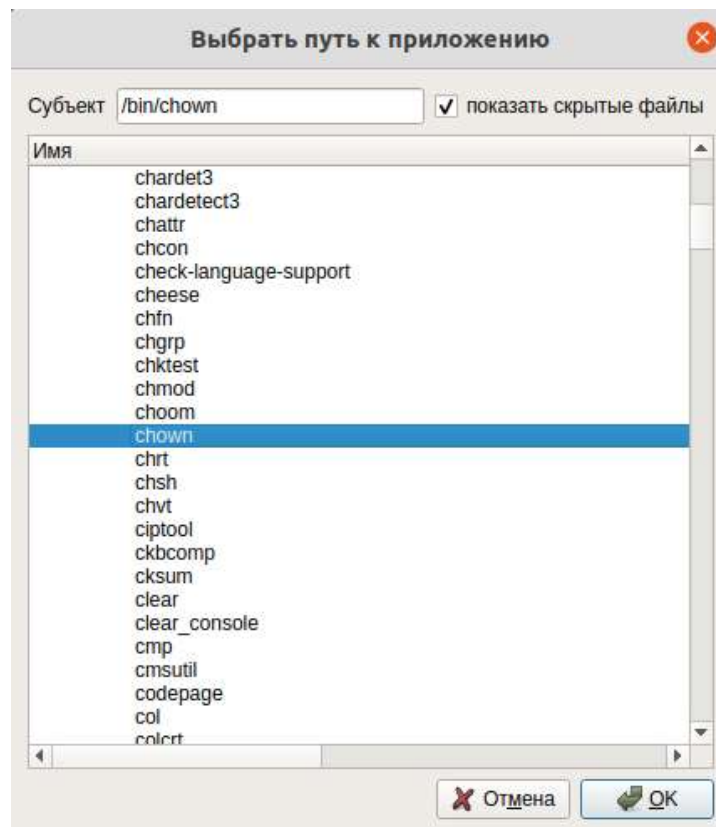 Выбрать путь к приложению
Субъект /bin/chown показать скрытые файлы
Имя
chardet3
chardetect3
chattr
chcon
check-language-support
cheese
chfn
chgrp
chktest
chmod
choom
chown
chrt
chsh
chvt
ciptool
ckbcomp
cksum
clear
clear_console
cmp
cmsutil
codepage
col
colcrt
Отмена OK